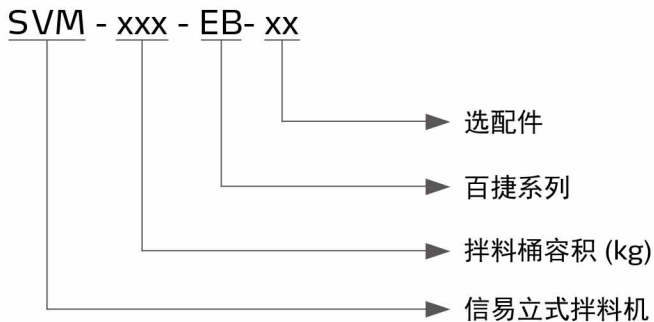 SVM - xxx - EB- xx
选配件
百捷系列
拌料桶容积 (kg)
信易立式拌料机